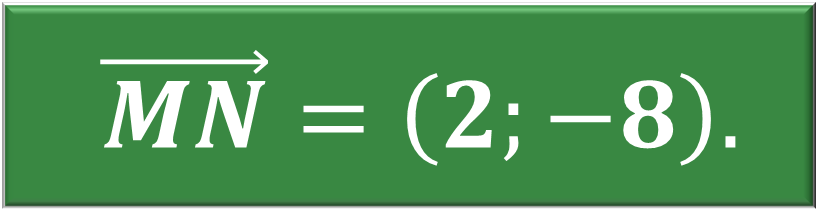 $\overrightarrow{MN} = (2; -8).$